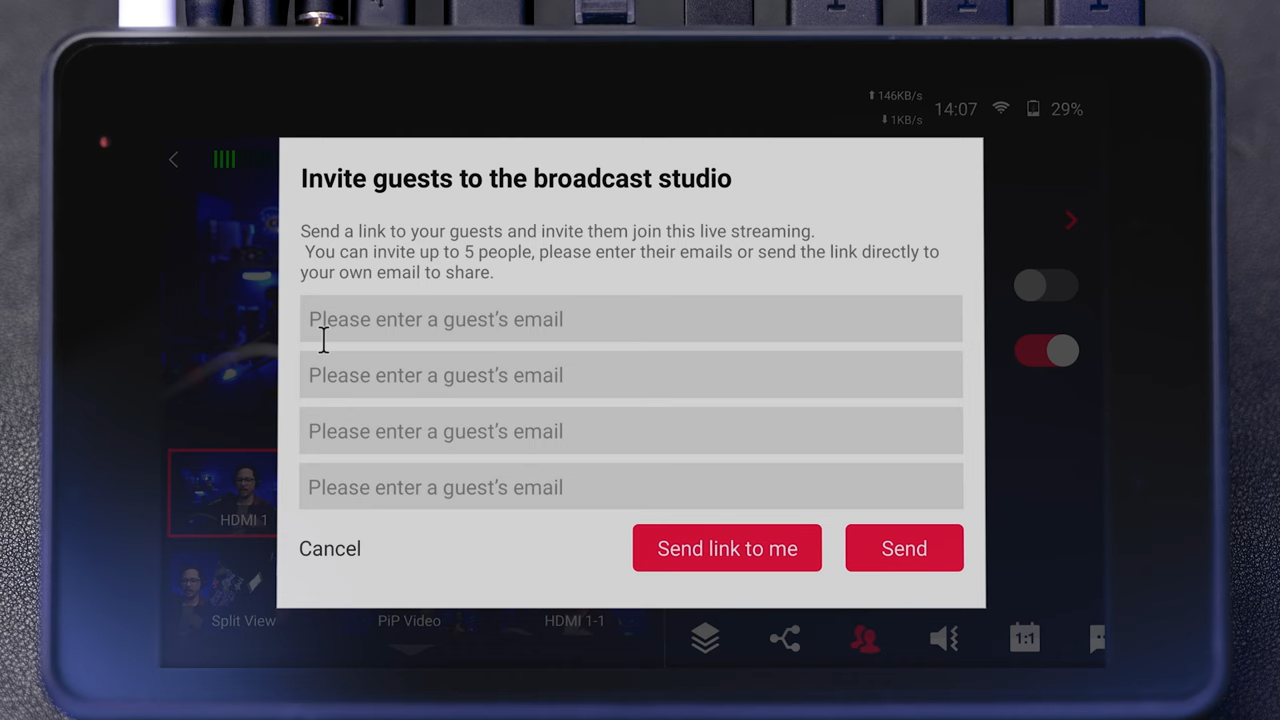 146KB/s
1KB/s
14:07
29%
Invite guests to the broadcast studio
Send a link to your guests and invite them join this live streaming.
You can invite up to 5 people, please enter their emails or send the link directly to
your own email to share.
Please enter a guest’s email
Please enter a guest’s email
Please enter a guest’s email
Please enter a guest’s email
Cancel
Send link to me
Send
HDMI 1
Split View
PiP Video
HDMI 1-1
1:1